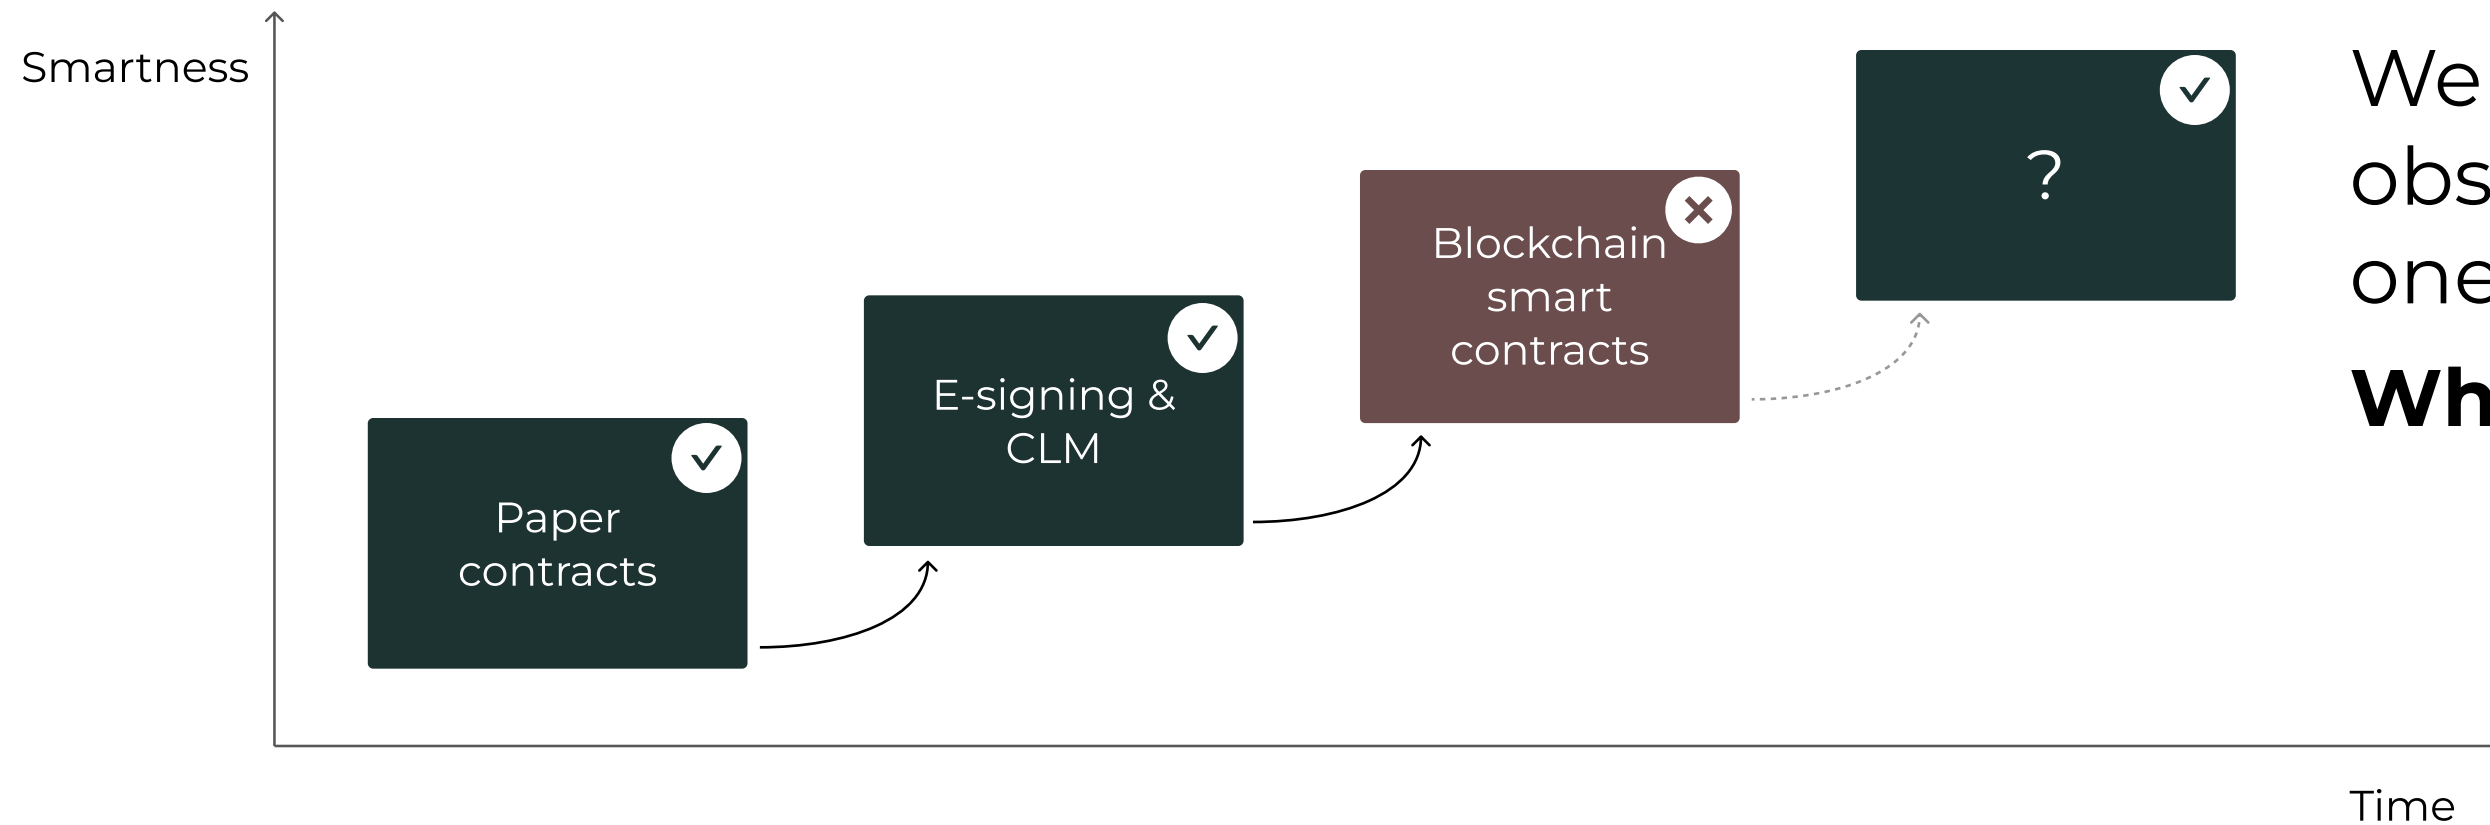 Smartness
Paper
contracts
E-signing &
CLM
Blockchain
smart
contracts
?
We
obs
one
Wh
Time